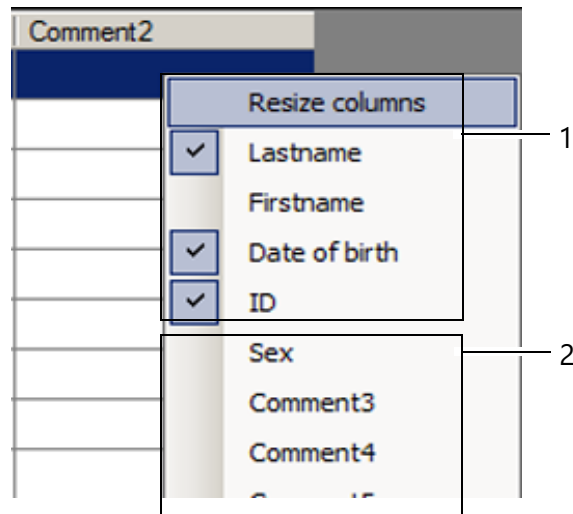 Comment2
Resize columns
1
Lastname
Firstname
Date of birth
ID
Sex
2
Comment3
Comment4